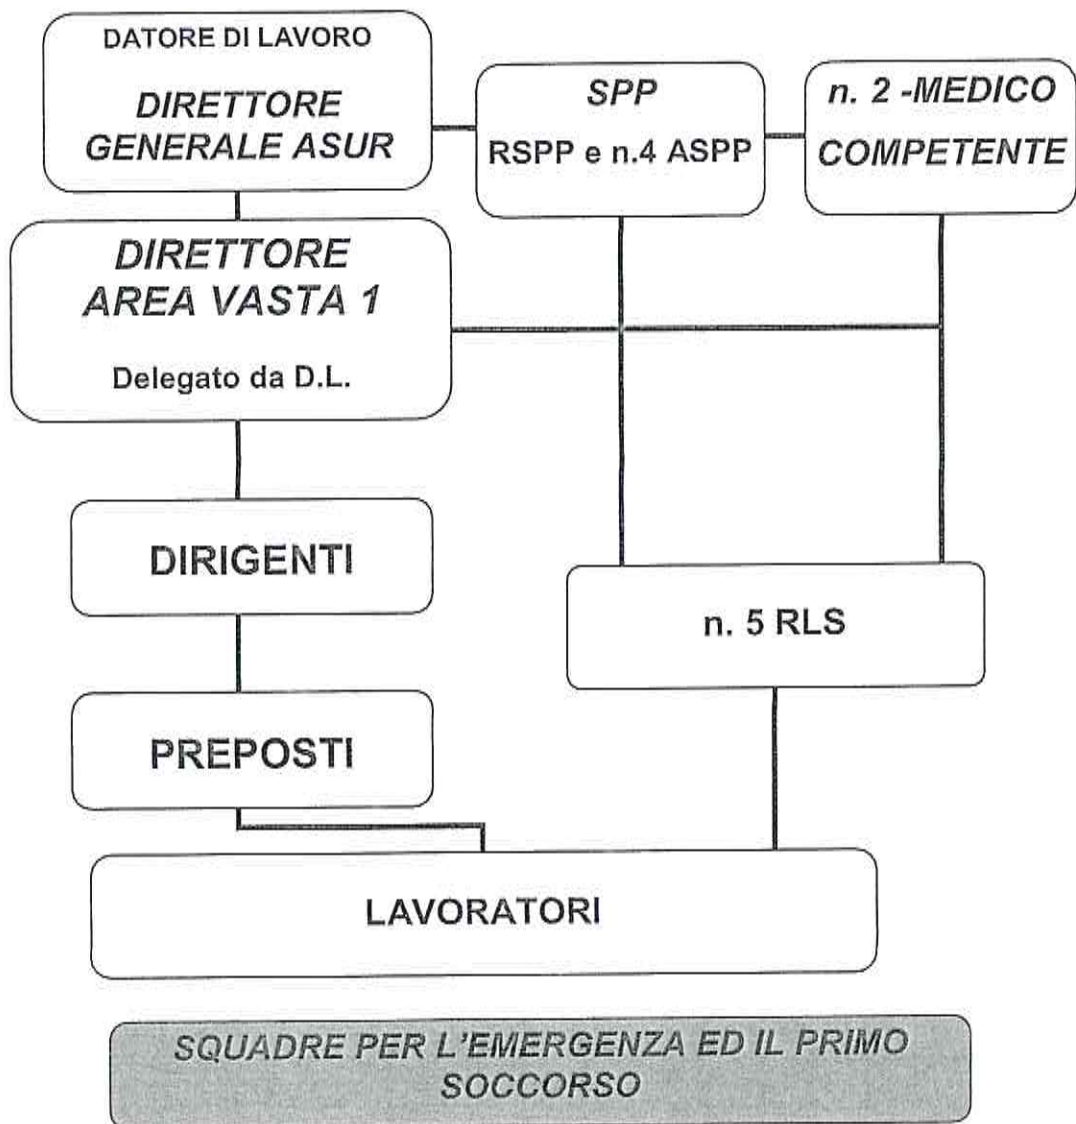 DATORE DI LAVORO
DIRETTORE
GENERALE ASUR
SPP
RSPP e n.4 ASPP
n. 2 -MEDICO
COMPETENTE
DIRETTORE
AREA VASTA 1
Delegato da D.L.
DIRIGENTI
n. 5 RLS
PREPOSTI
LAVORATORI
SQUADRE PER L'EMERGENZA ED IL PRIMO
SOCCORSO